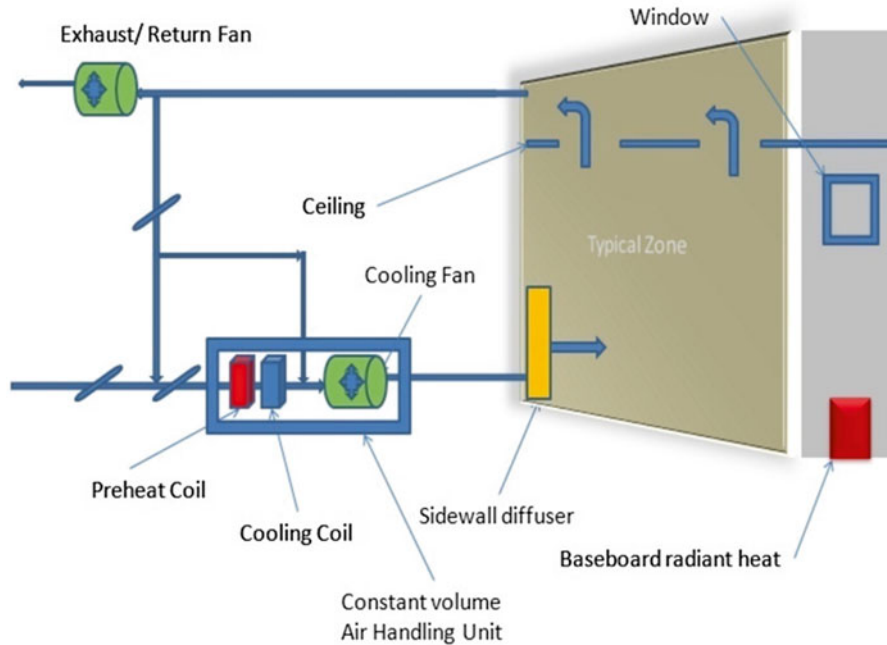 Window
Exhaust/ Return Fan
Ceiling
Typical Zone
Cooling Fan
Preheat Coil
Cooling Coil
Sidewall diffuser
Baseboard radiant heat
Constant volume
Air Handling Unit